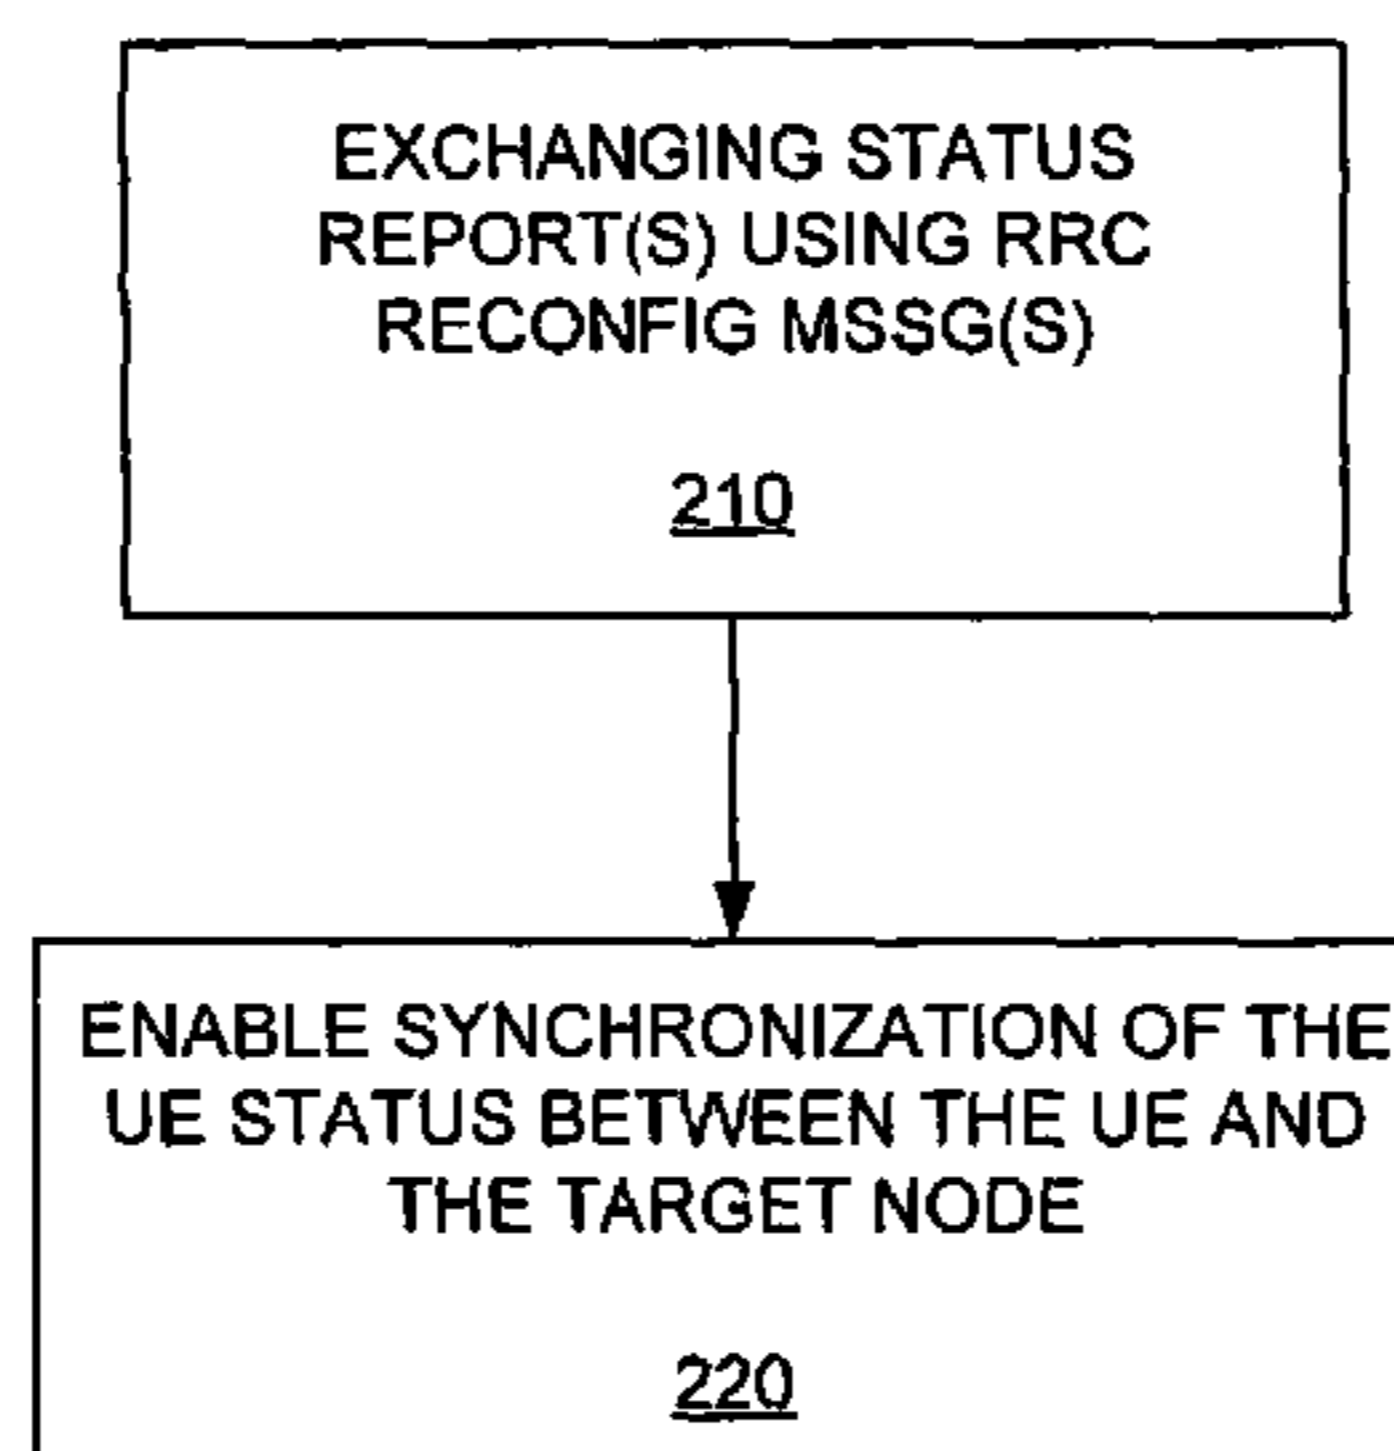 EXCHANGING STATUS
REPORT(S) USING RRC
RECONFIG MSSG(S)
210
ENABLE SYNCHRONIZATION OF THE
UE STATUS BETWEEN THE UE AND
THE TARGET NODE
220